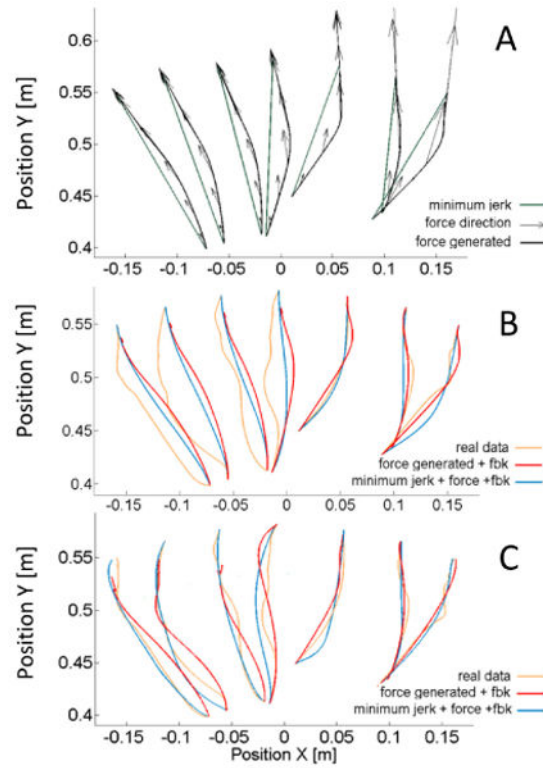 A
0.6
0.55
0.5
0.45
0.4
Position Y [m]
minimum jerk
force direction
force generated
-0.15 -0.1 -0.05 0 0.05 0.1 0.15
B
0.55
0.5
0.45
0.4
Position Y [m]
real data
force generated + fbk
minimum jerk + force +fbk
-0.15 -0.1 -0.05 0 0.05 0.1 0.15
C
0.55
0.5
0.45
0.4
Position Y [m]
real data
force generated + fbk
minimum jerk + force +fbk
-0.15 -0.1 -0.05 0 0.05 0.1 0.15
Position X [m]